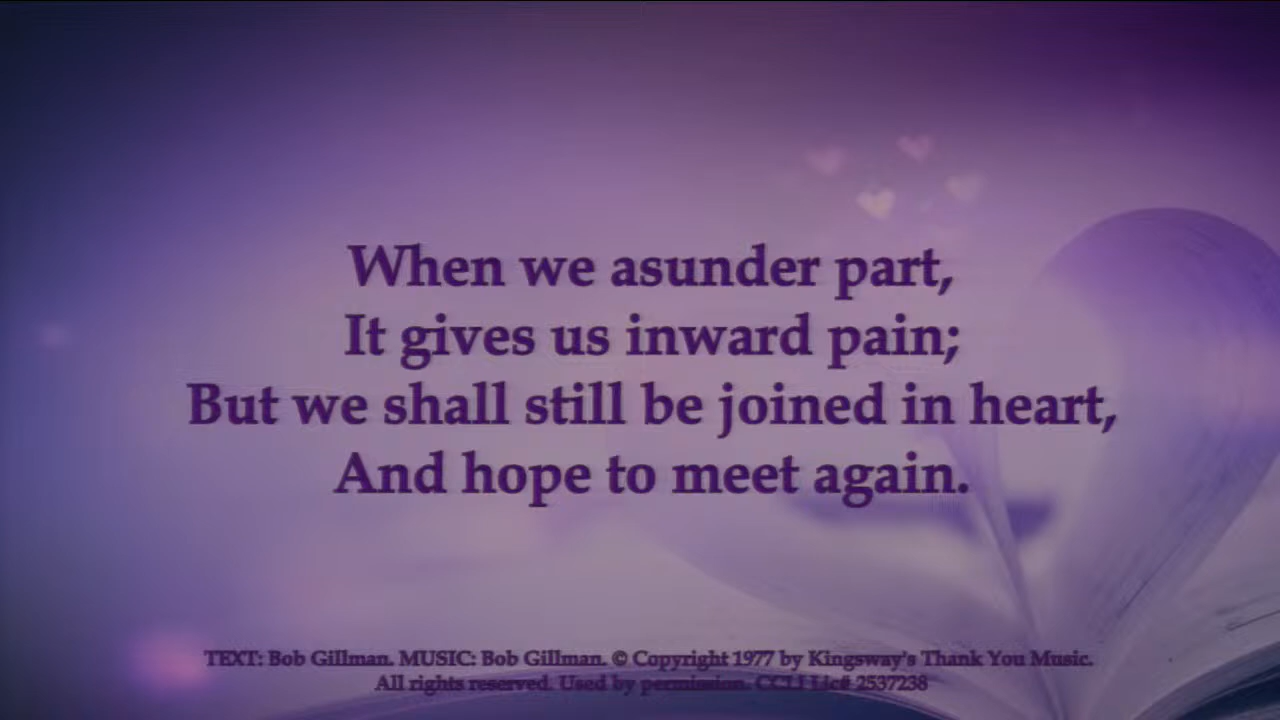 When we asunder part,
It gives us inward pain;
But we shall still be joined in heart,
And hope to meet again.
TEXT: Bob Gillman. MUSIC: Bob Gillman. © Copyright 1977 by Kingsway's Thank You Music.
All rights reserved. Used by permission. CCLI Lic# 2537238